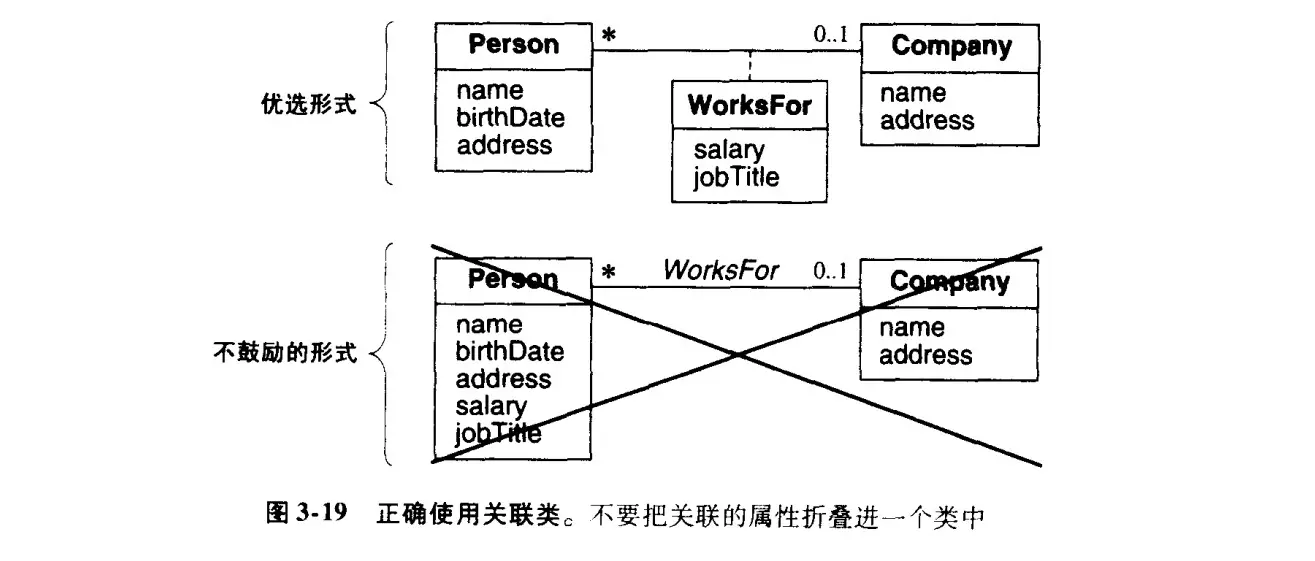 优选形式
Person
name
birthDate
address
*
0..1
WorksFor
salary
jobTitle
Company
name
address
不鼓励的形式
Person
name
birthDate
address
salary
jobTitle
*
WorksFor
0..1
Company
name
address
图 3-19 正确使用关联类。不要把关联的属性折叠进一个类中